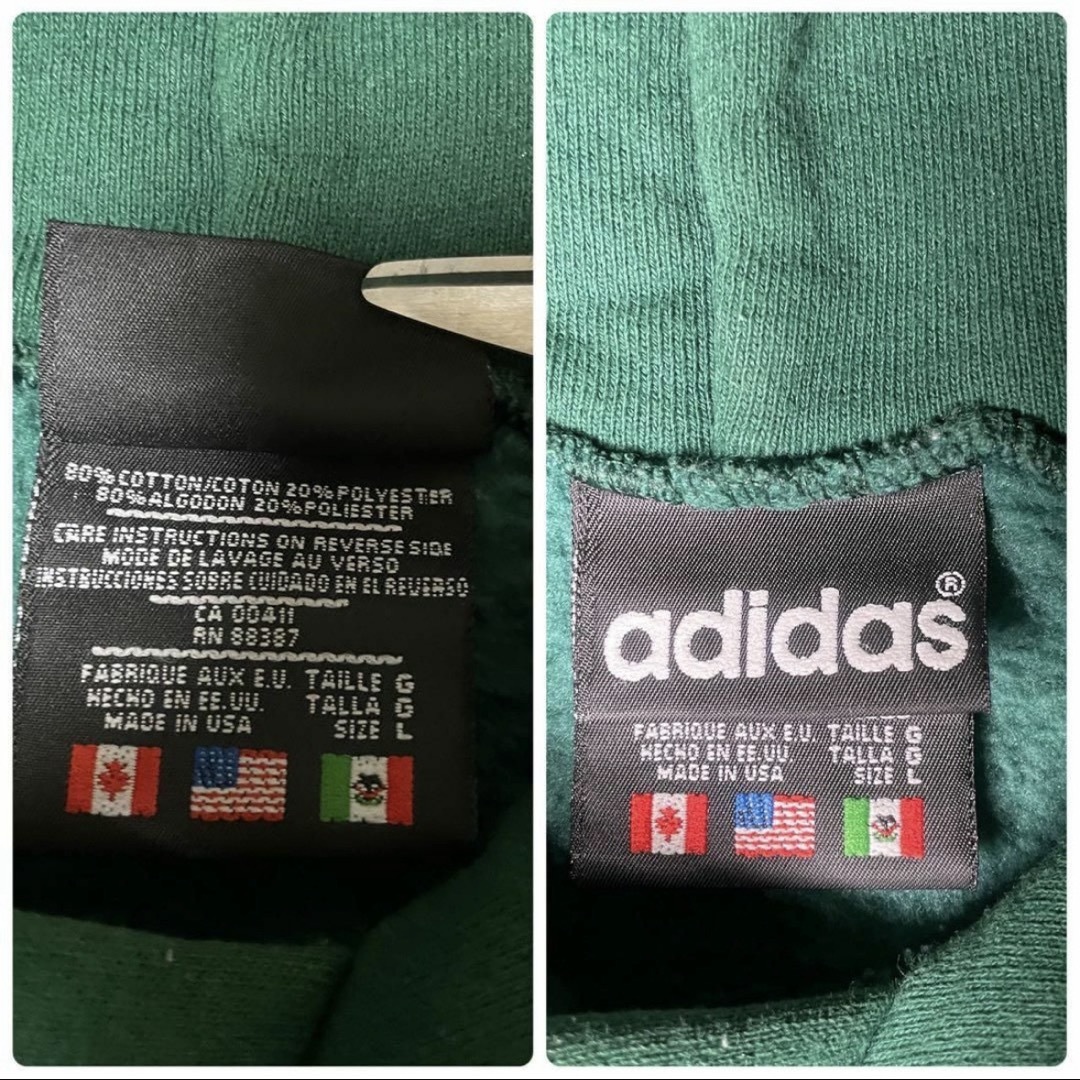 80% COTTON/COTON 20% POLYESTER
80% ALGODON 20% POLIESTER
CARE INSTRUCTIONS ON REVERSE SIDE
MODE DE LAVAGE AU VERSO
INSTRUCCIONES SOBRE CUIDADO EN EL REVERSO
CA 00411
RN 88387
FABRIQUE AUX E.U. TAILLE G
HECHO EN EE.UU. TALLA G
MADE IN USA SIZE L
adidas®
FABRIQUE AUX E.U. TAILLE G
HECHO EN EE.UU. TALLA G
MADE IN USA SIZE L